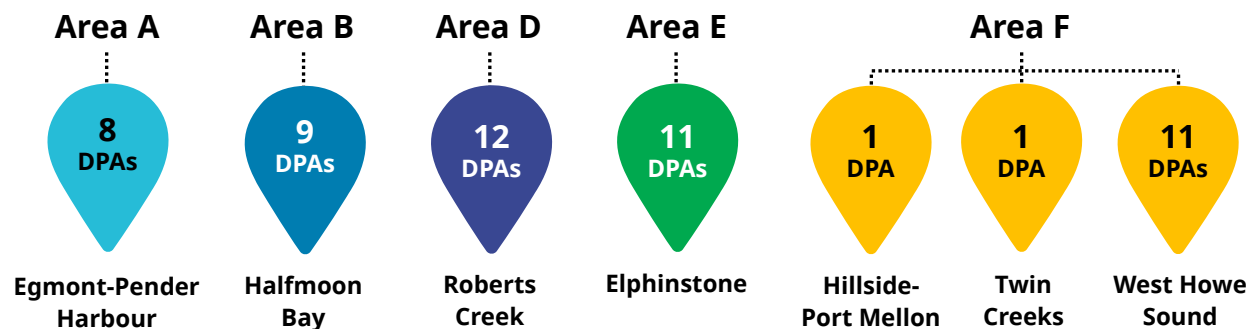 Area A
Area B
Area D
Area E
Area F
8
DPAs
9
DPAs
12
DPAs
11
DPAs
1
DPA
1
DPA
11
DPAs
Egmont-Pender
Harbour
Halfmoon
Bay
Roberts
Creek
Elphinstone
Hillside-
Port Mellon
Twin
Creeks
West Howe
Sound